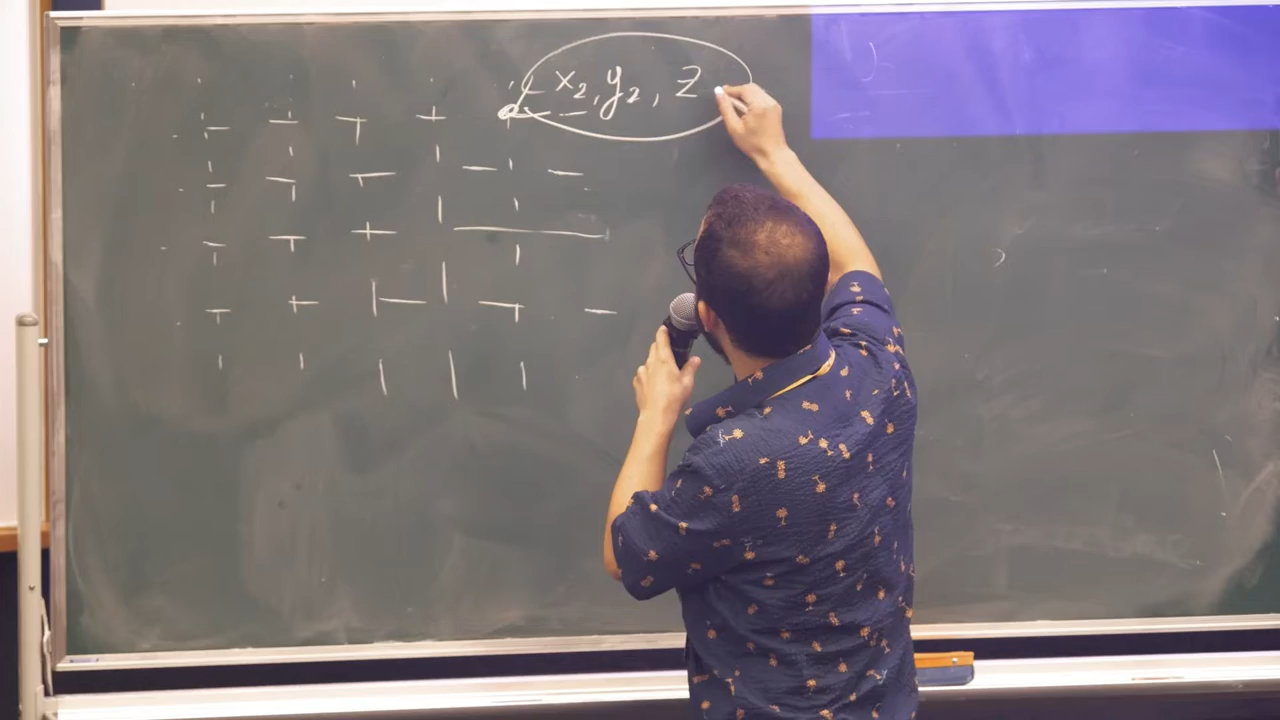 x₂, y₂, z